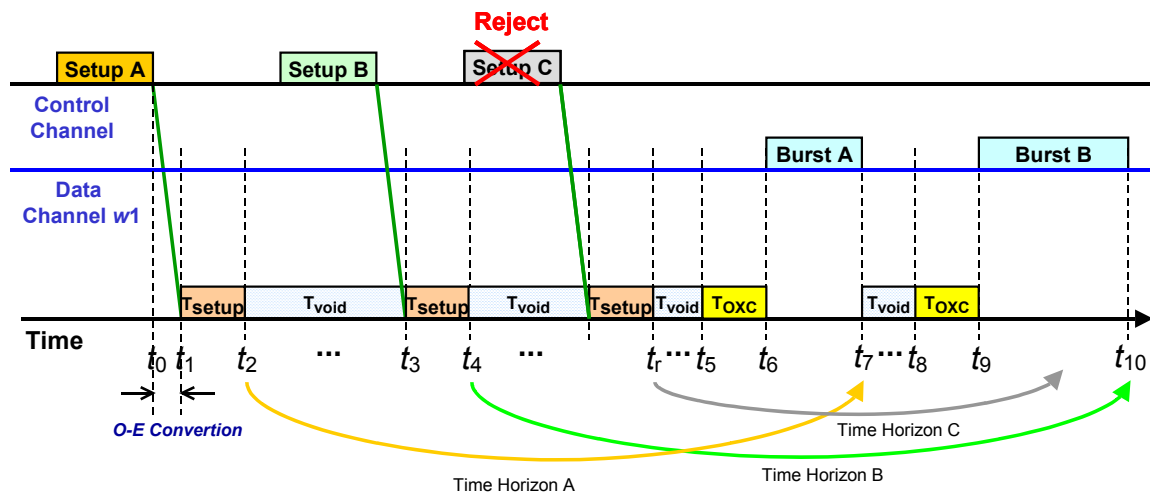 Reject
Setup A
Setup B
Setup C
Control
Channel
Burst A
Burst B
Data
Channel w1
Tsetup
Tvoid
Tsetup
Tvoid
Tsetup
Tvoid
TOXC
Tvoid
TOXC
Time
t0
t1
t2
...
t3
t4
...
tr
...
t5
t6
t7
...
t8
t9
t10
O-E Convertion
Time Horizon C
Time Horizon B
Time Horizon A